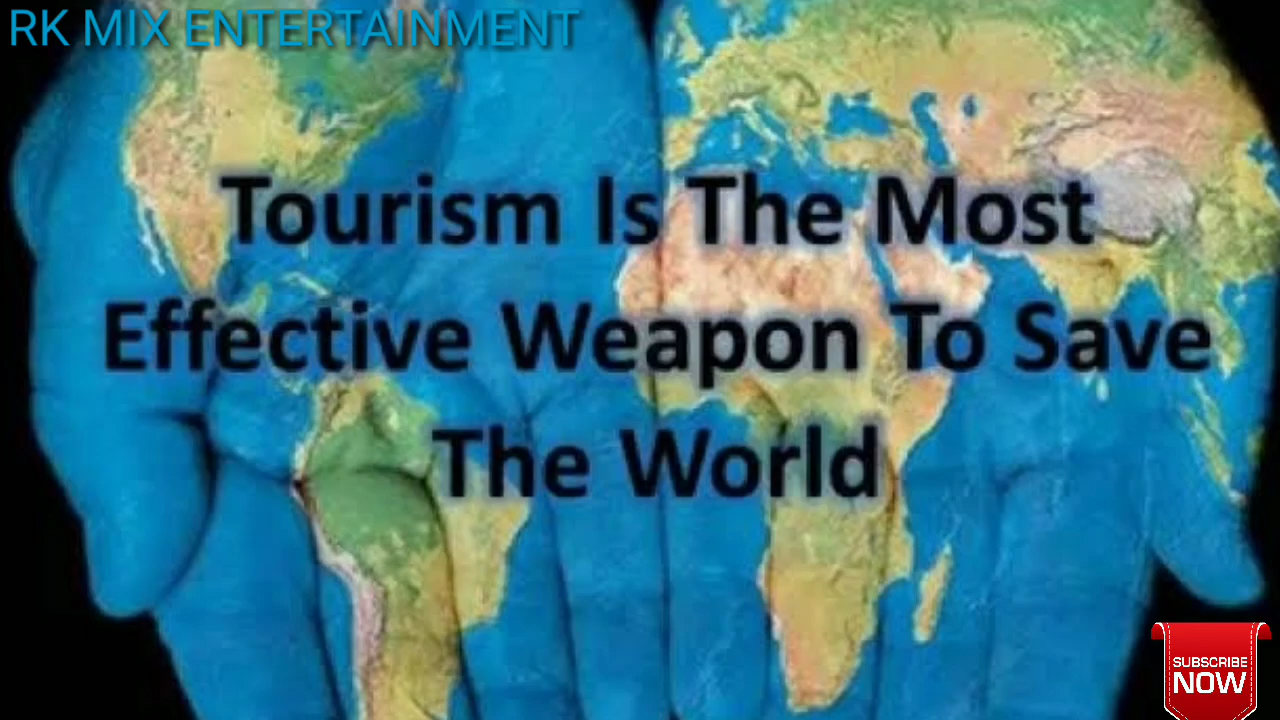 RK MIX ENTERTAINMENT
Tourism Is The Most
Effective Weapon To Save
The World
SUBSCRIBE
NOW